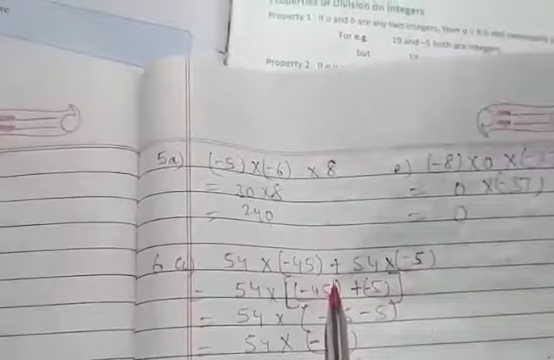 Properties of Division on Integers
Property 1 If a and b are any two integers, then a ÷ b is not necessarily
For e.g. 10 and −5 both are integers
but
Property 2
5a) (-5) × (-6) × 8
= 30 × 8
= 240
e) (-8) × 0 × (-37)
= 0 × (-37)
= 0
6 (a) 54 × (-45) + 54 × (-5)
= 54 × [(-45) + (-5)]
= 54 × ( -5)
= 54 × (-